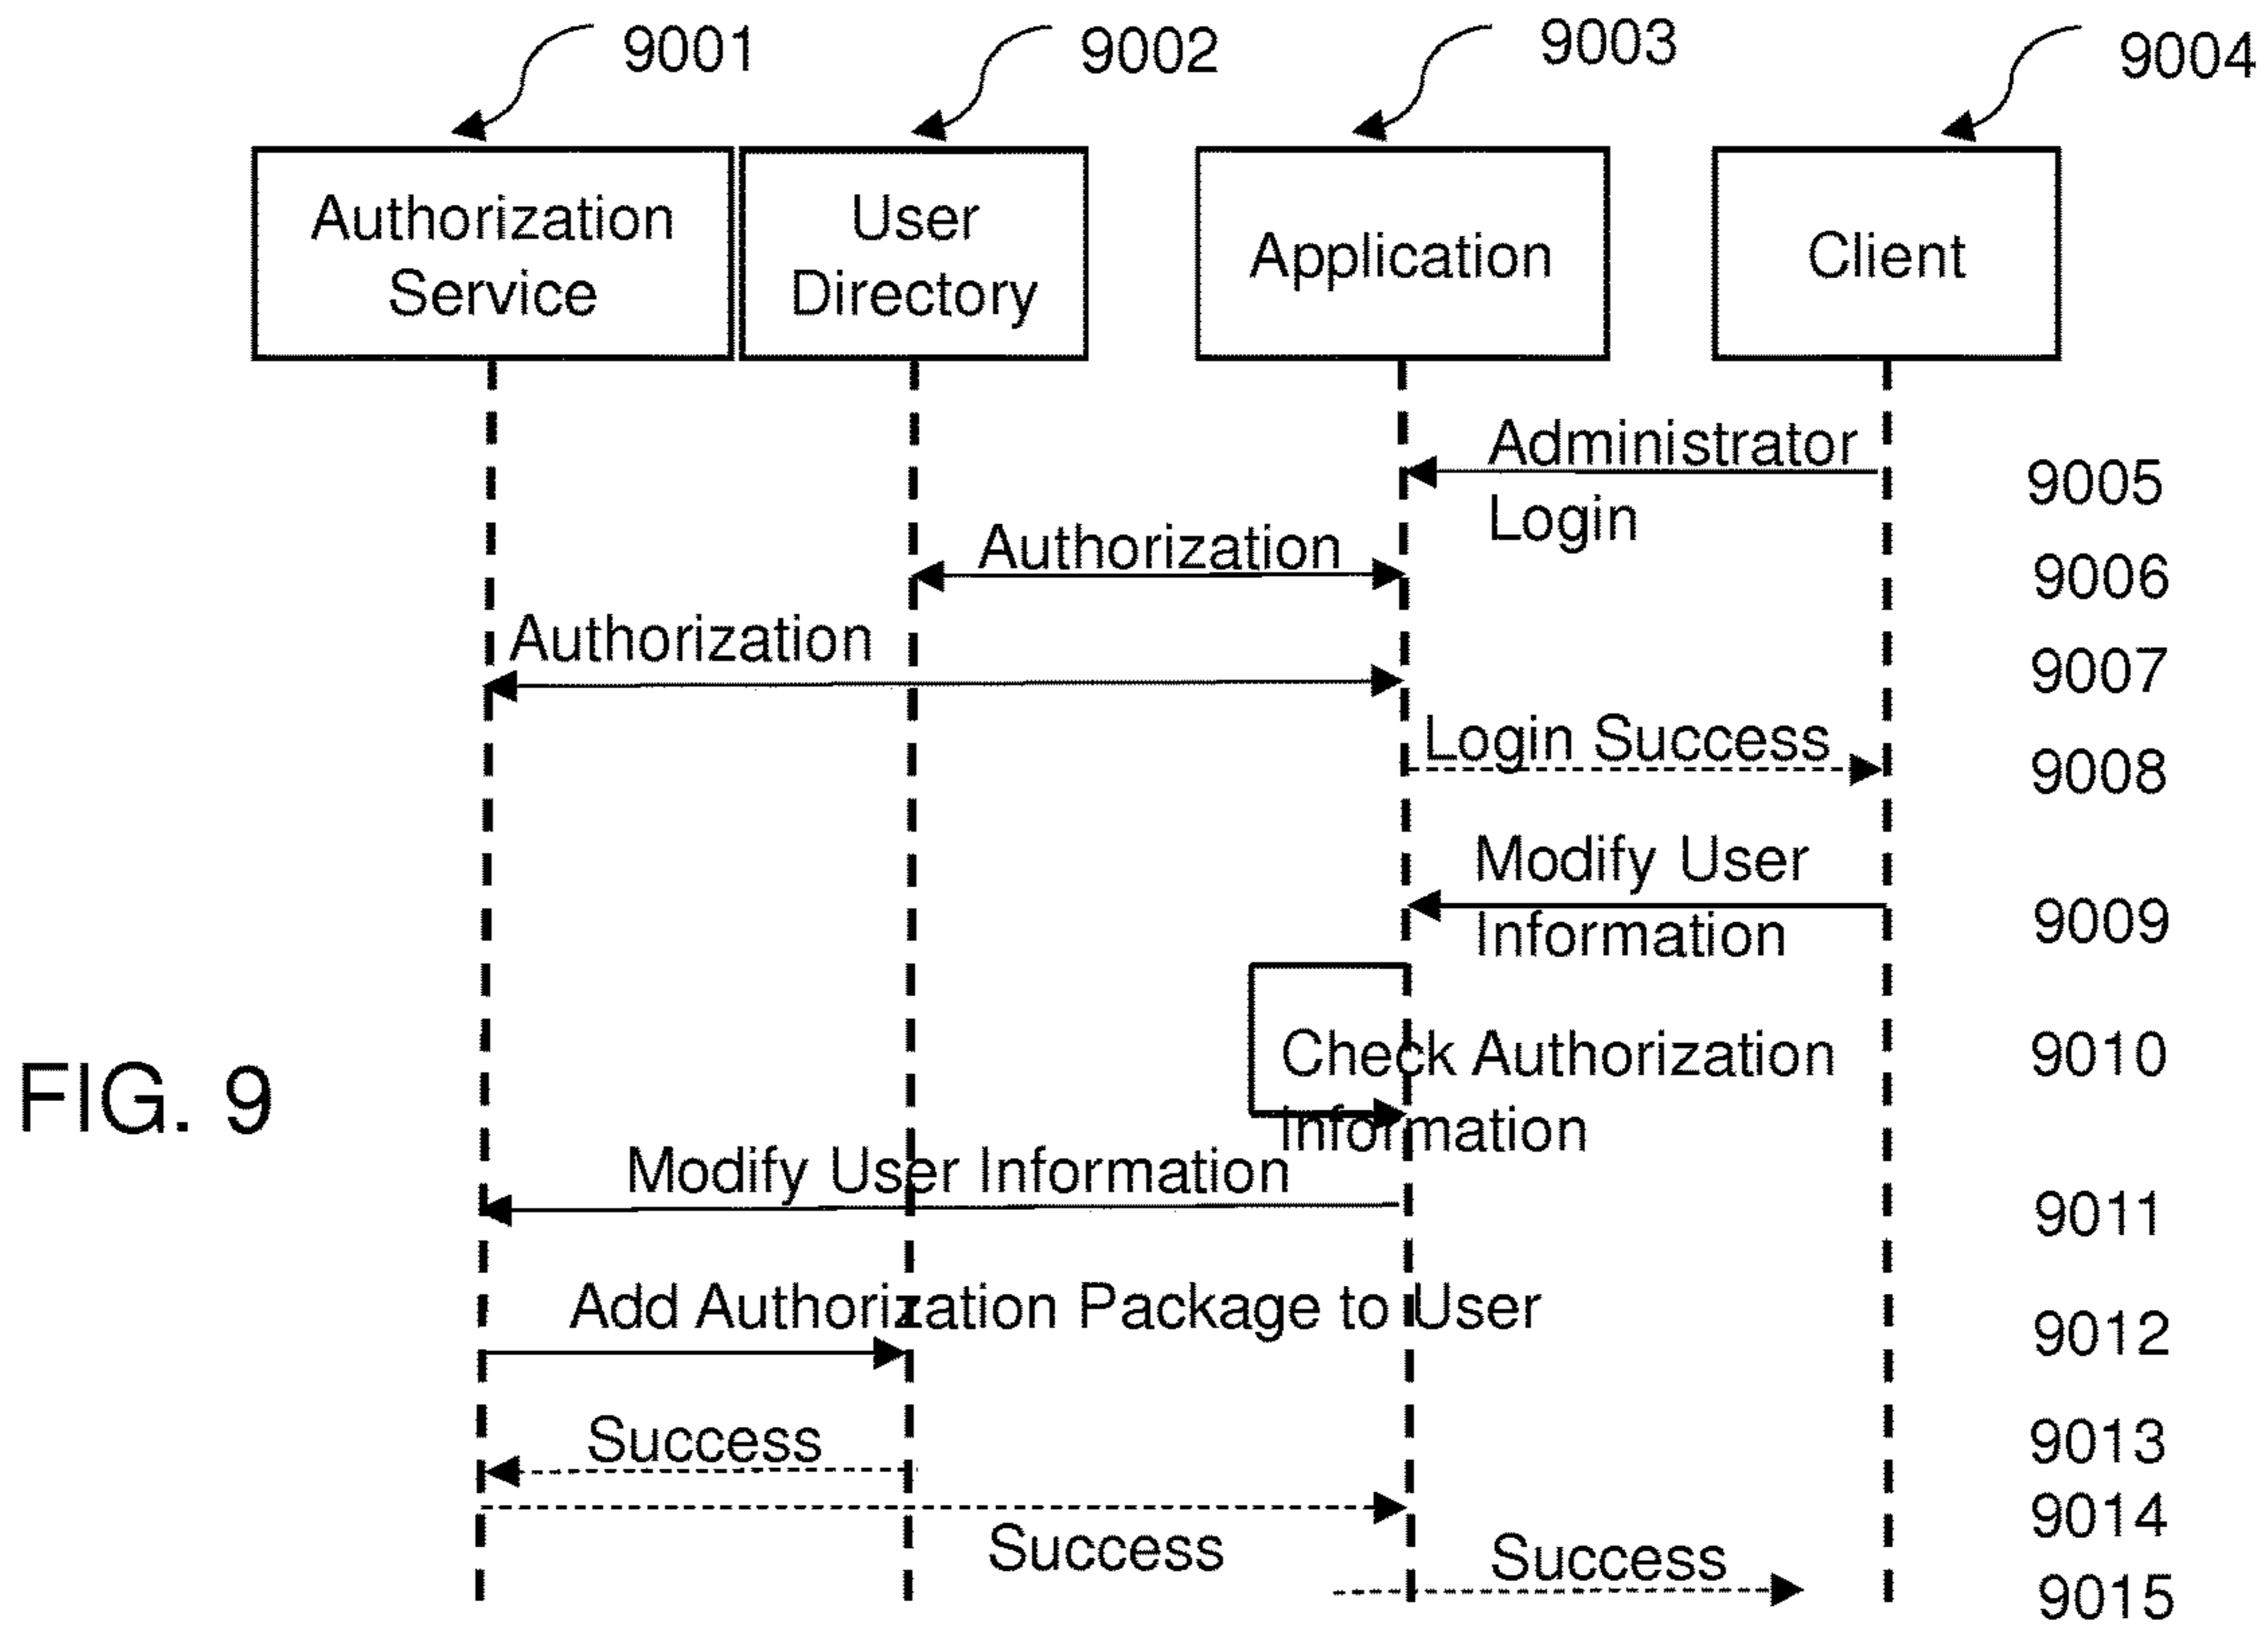 9001
9002
9003
9004
Authorization
Service
User
Directory
Application
Client
Administrator
Login
9005
Authorization
9006
Authorization
9007
Login Success
9008
Modify User
Information
9009
Check Authorization
Information
9010
FIG. 9
Modify User Information
9011
Add Authorization Package to User
9012
Success
9013
Success
9014
Success
9015